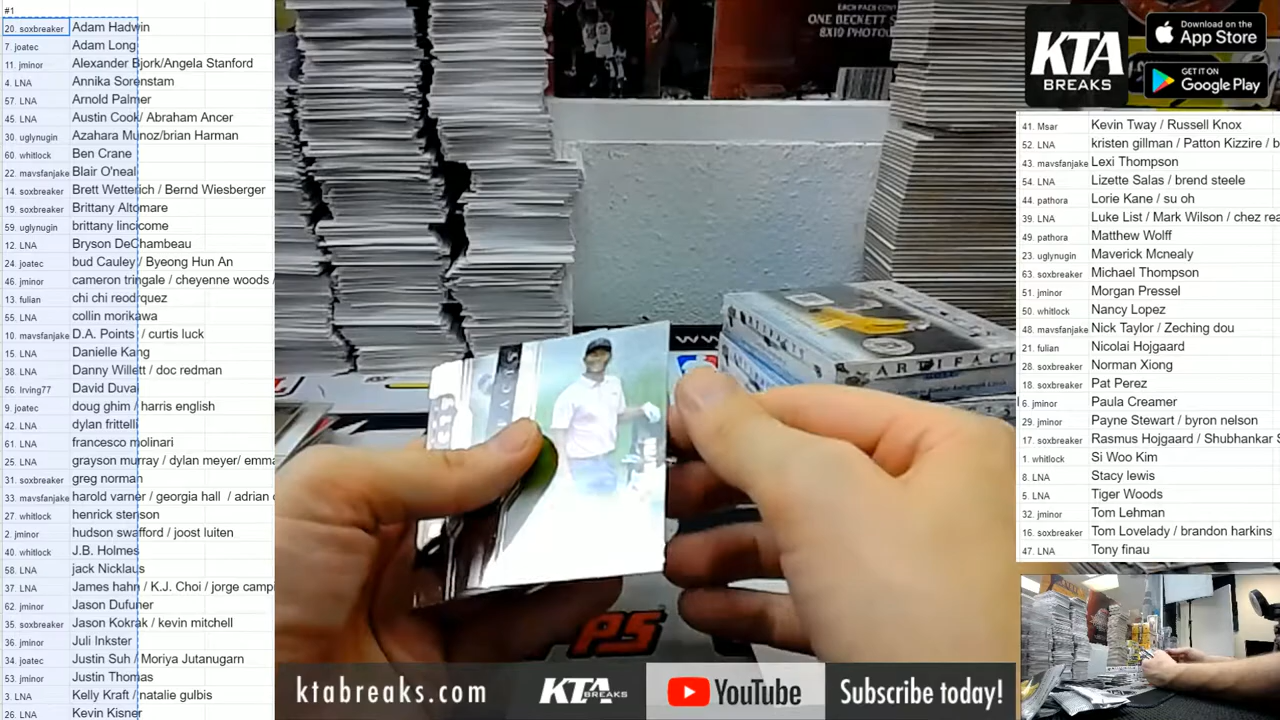 #1
20. soxbreaker Adam Hadwin
7. joatec Adam Long
11. jminor Alexander Bjork/Angela Stanford
4. LNA Annika Sorenstam
57. LNA Arnold Palmer
45. LNA Austin Cook/ Abraham Ancer
30. uglynugin Azahara Munoz/brian Harman
60. whitlock Ben Crane
22. mavsfanjake Blair O'neal
14. soxbreaker Brett Wetterich / Bernd Wiesberger
19. soxbreaker Brittany Altomare
59. uglynugin brittany lincicome
12. LNA Bryson DeChambeau
24. joatec bud Cauley / Byeong Hun An
46. jminor cameron tringale / cheyenne woods /
13. fulian chi chi reodrquez
55. LNA collin morikawa
10. mavsfanjake D.A. Points / curtis luck
15. LNA Danielle Kang
38. LNA Danny Willett / doc redman
56. Irving77 David Duval
9. joatec doug ghim / harris english
42. LNA dylan frittelli
61. LNA francesco molinari
25. LNA grayson murray / dylan meyer/ emma
31. soxbreaker greg norman
33. mavsfanjake harold varner / georgia hall / adrian
27. whitlock henrick stenson
2. jminor hudson swafford / joost luiten
40. whitlock J.B. Holmes
58. LNA jack Nicklaus
37. LNA James hahn / K.J. Choi / jorge camp
62. jminor Jason Dufuner
35. soxbreaker Jason Kokrak / kevin mitchell
36. jminor Juli Inkster
34. joatec Justin Suh / Moriya Jutanugarn
53. jminor Justin Thomas
3. LNA Kelly Kraft / natalie gulbis
26. LNA Kevin Kisner
EACH PACK CON
ONE BECKETT S
8X10 PHOTO
ARTIFACTS
ARTIFACT
PS
KTA
BREAKS
Download on the
App Store
GET IT ON
Google Play
41. Msar Kevin Tway / Russell Knox
52. LNA kristen gillman / Patton Kizzire / b
43. mavsfanjake Lexi Thompson
54. LNA Lizette Salas / brend steele
44. pathora Lorie Kane / su oh
39. LNA Luke List / Mark Wilson / chez re
49. pathora Matthew Wolff
23. uglynugin Maverick Mcnealy
63. soxbreaker Michael Thompson
51. jminor Morgan Pressel
50. whitlock Nancy Lopez
48. mavsfanjake Nick Taylor / Zeching dou
21. fulian Nicolai Hojgaard
28. soxbreaker Norman Xiong
18. soxbreaker Pat Perez
6. jminor Paula Creamer
29. jminor Payne Stewart / byron nelson
17. soxbreaker Rasmus Hojgaard / Shubhankar S
1. whitlock Si Woo Kim
8. LNA Stacy lewis
5. LNA Tiger Woods
32. jminor Tom Lehman
16. soxbreaker Tom Lovelady / brandon harkins
47. LNA Tony finau
ktabreaks.com KTA BREAKS YouTube Subscribe today!